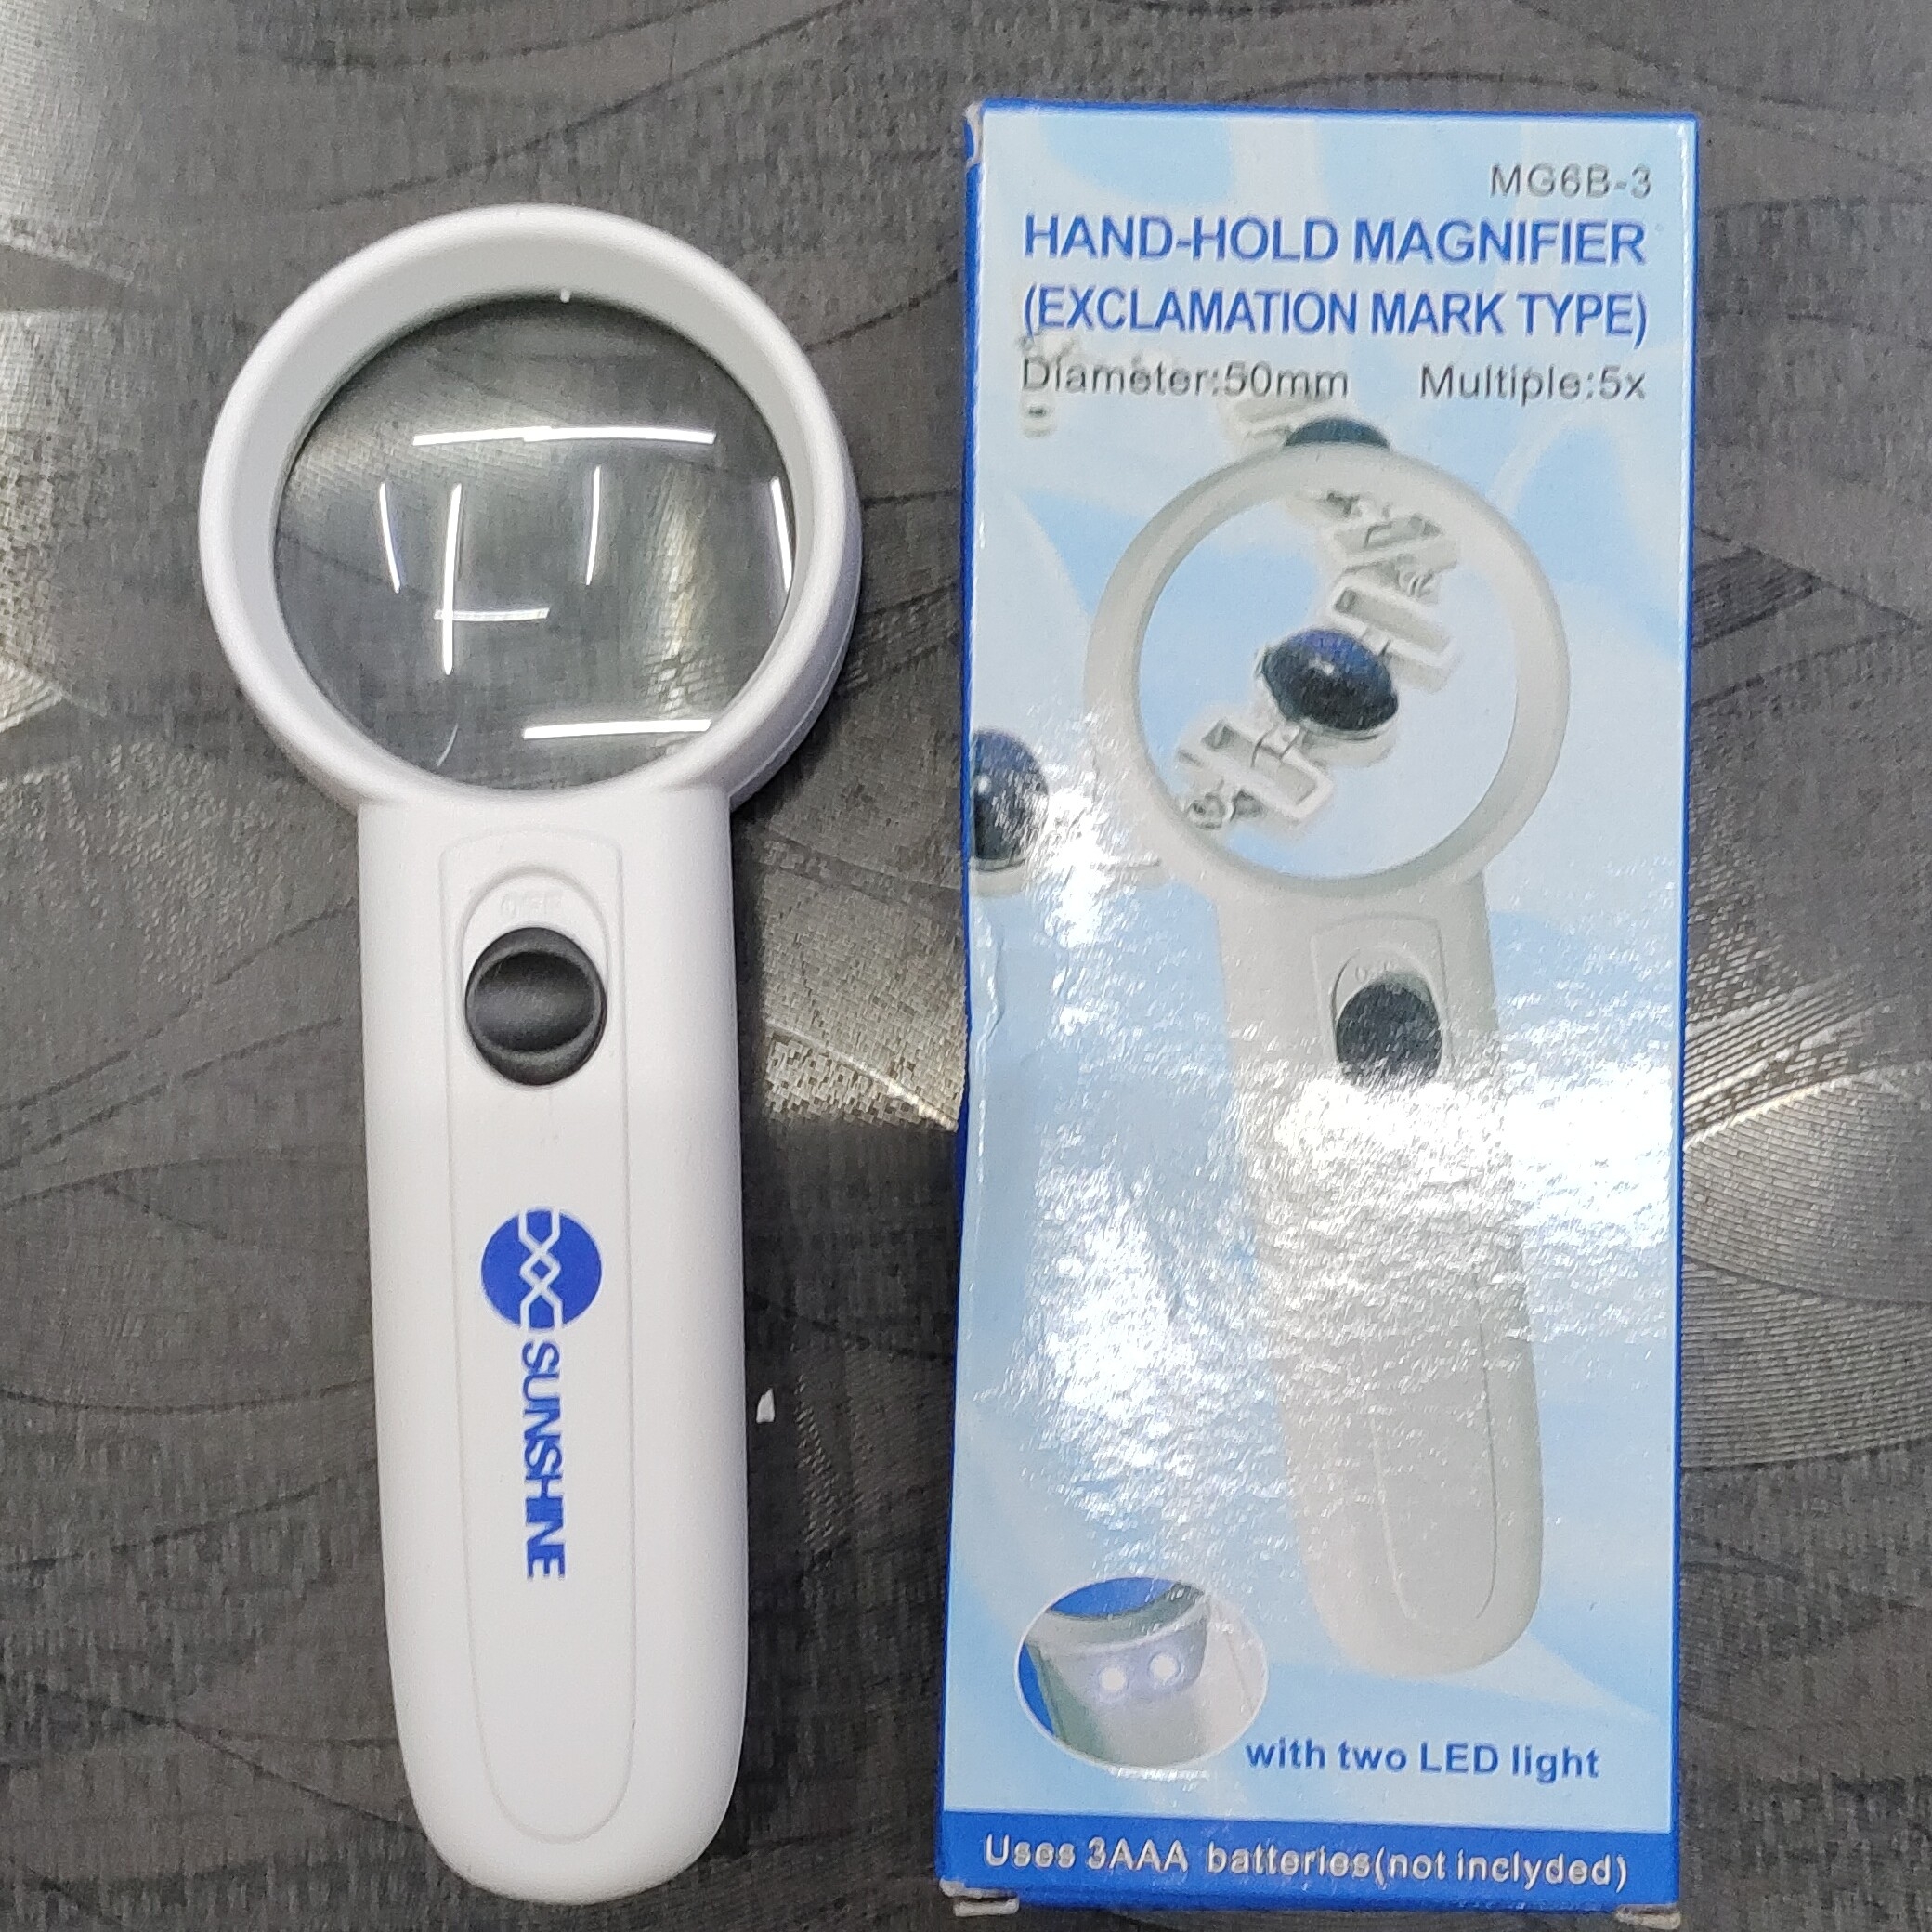 SUNSHINE
MG6B-3
HAND-HOLD MAGNIFIER
(EXCLAMATION MARK TYPE)
Diameter:50mm Multiple:5x
with two LED light
Uses 3AAA batteries(not inclyded)